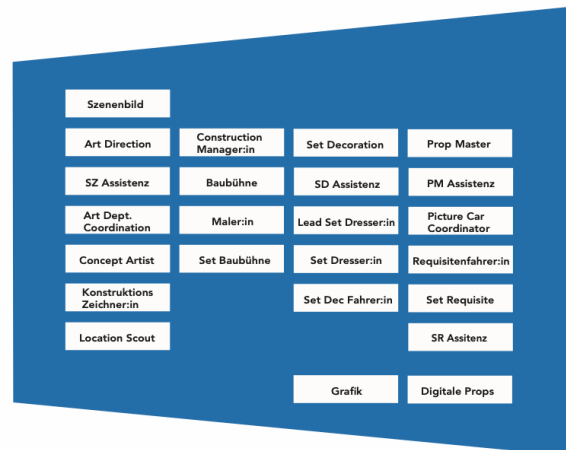 Szenenbild
Art Direction
Construction
Manager:in
Set Decoration
Prop Master
SZ Assistenz
Baubühne
SD Assistenz
PM Assistenz
Art Dept.
Coordination
Maler:in
Lead Set Dresser:in
Picture Car
Coordinator
Concept Artist
Set Baubühne
Set Dresser:in
Requisitenfahrer:in
Konstruktions
Zeichner:in
Set Dec Fahrer:in
Set Requisite
Location Scout
SR Assitenz
Grafik
Digitale Props